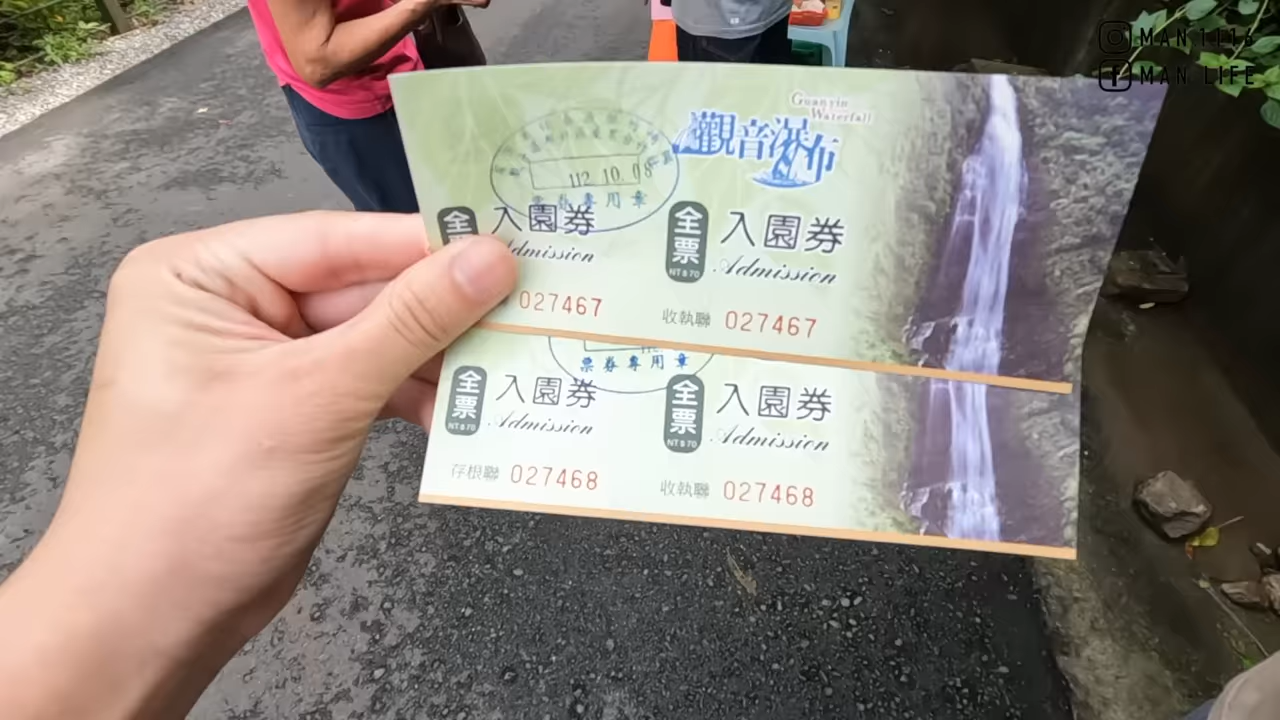 MAN.1116
MAN LIFE
Guanyin
Waterfall
觀音瀑布
112.10.08
票券專用章
全票
入園券
Admission
027467
全票
NT$70
入園券
Admission
收執聯 027467
票券專用章
全票
NT$70
入園券
Admission
存根聯 027468
全票
NT$70
入園券
Admission
收執聯 027468